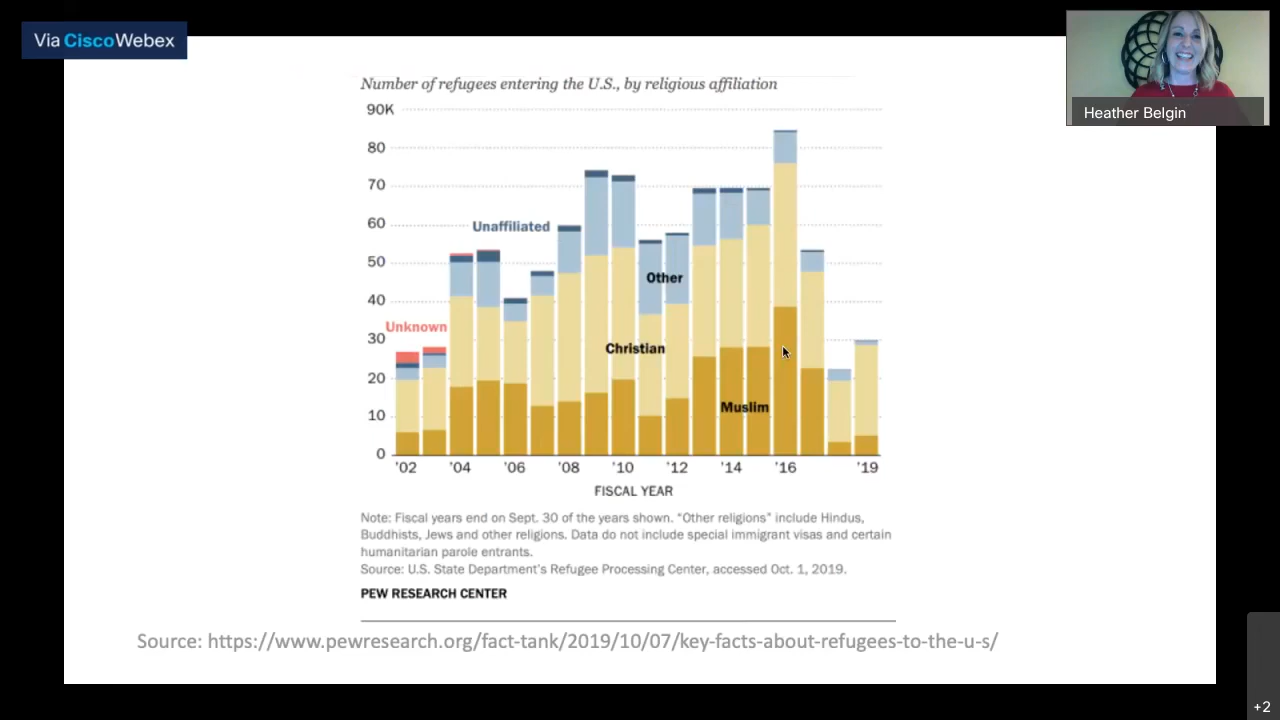 Via CiscoWebex
Heather Belgin
Number of refugees entering the U.S., by religious affiliation
90K
80
70
60
50
40
30
20
10
0
Unaffiliated
Other
Unknown
Christian
Muslim
'02 '04 '06 '08 '10 '12 '14 '16 '19
FISCAL YEAR
Note: Fiscal years end on Sept. 30 of the years shown. "Other religions" include Hindus,
Buddhists, Jews and other religions. Data do not include special immigrant visas and certain
humanitarian parole entrants.
Source: U.S. State Department's Refugee Processing Center, accessed Oct. 1, 2019.
PEW RESEARCH CENTER
Source: https://www.pewresearch.org/fact-tank/2019/10/07/key-facts-about-refugees-to-the-u-s/
+2